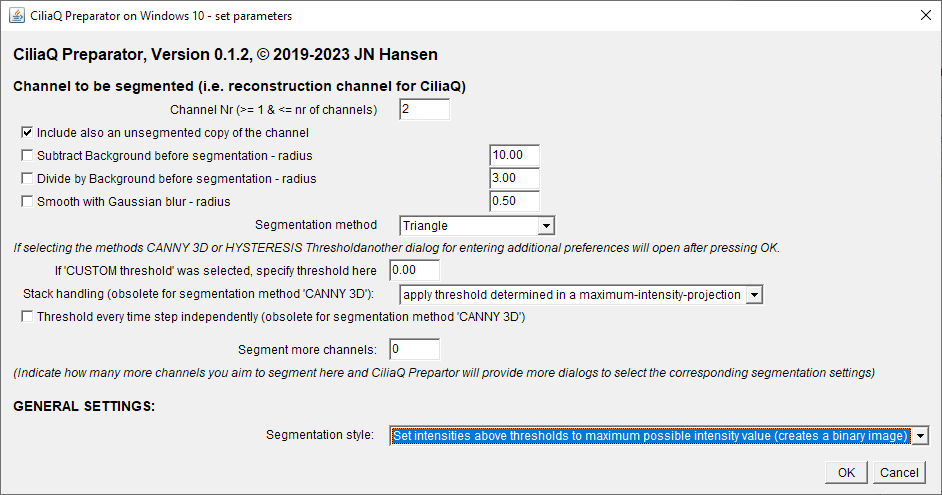 CiliaQ Preparator on Windows 10 - set parameters
CiliaQ Preparator, Version 0.1.2, © 2019-2023 JN Hansen
Channel to be segmented (i.e. reconstruction channel for CiliaQ)
Channel Nr (>= 1 & <= nr of channels) 2
Include also an unsegmented copy of the channel
Subtract Background before segmentation - radius 10.00
Divide by Background before segmentation - radius 3.00
Smooth with Gaussian blur - radius 0.50
Segmentation method Triangle
If selecting the methods CANNY 3D or HYSTERESIS Thresholdanother dialog for entering additional preferences will open after pressing OK.
If 'CUSTOM threshold' was selected, specify threshold here 0.00
Stack handling (obsolete for segmentation method 'CANNY 3D'): apply threshold determined in a maximum-intensity-projection
Threshold every time step independently (obsolete for segmentation method 'CANNY 3D')
Segment more channels: 0
(Indicate how many more channels you aim to segment here and CiliaQ Prepartor will provide more dialogs to select the corresponding segmentation settings)
GENERAL SETTINGS:
Segmentation style: Set intensities above thresholds to maximum possible intensity value (creates a binary image)
OK Cancel